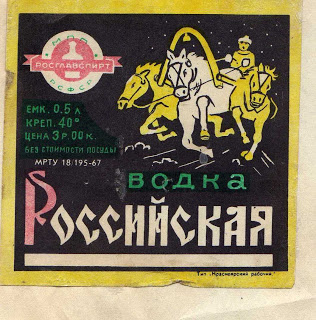 МПП
РОСГЛАВСПИРТ
РСФСР
ЕМК. 0.5 Л
КРЕП. 40°
ЦЕНА 3 Р. 00 К.
БЕЗ СТОИМОСТИ ПОСУДЫ
МРТУ 18/195-67
ВОДКА
РОССИЙСКАЯ
Тип. «Красноярский рабочий»